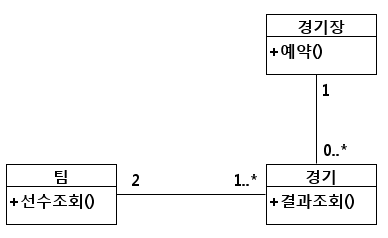 경기장
+예약()
1
0..*
팀
+선수조회()
2
1..*
경기
+결과조회()